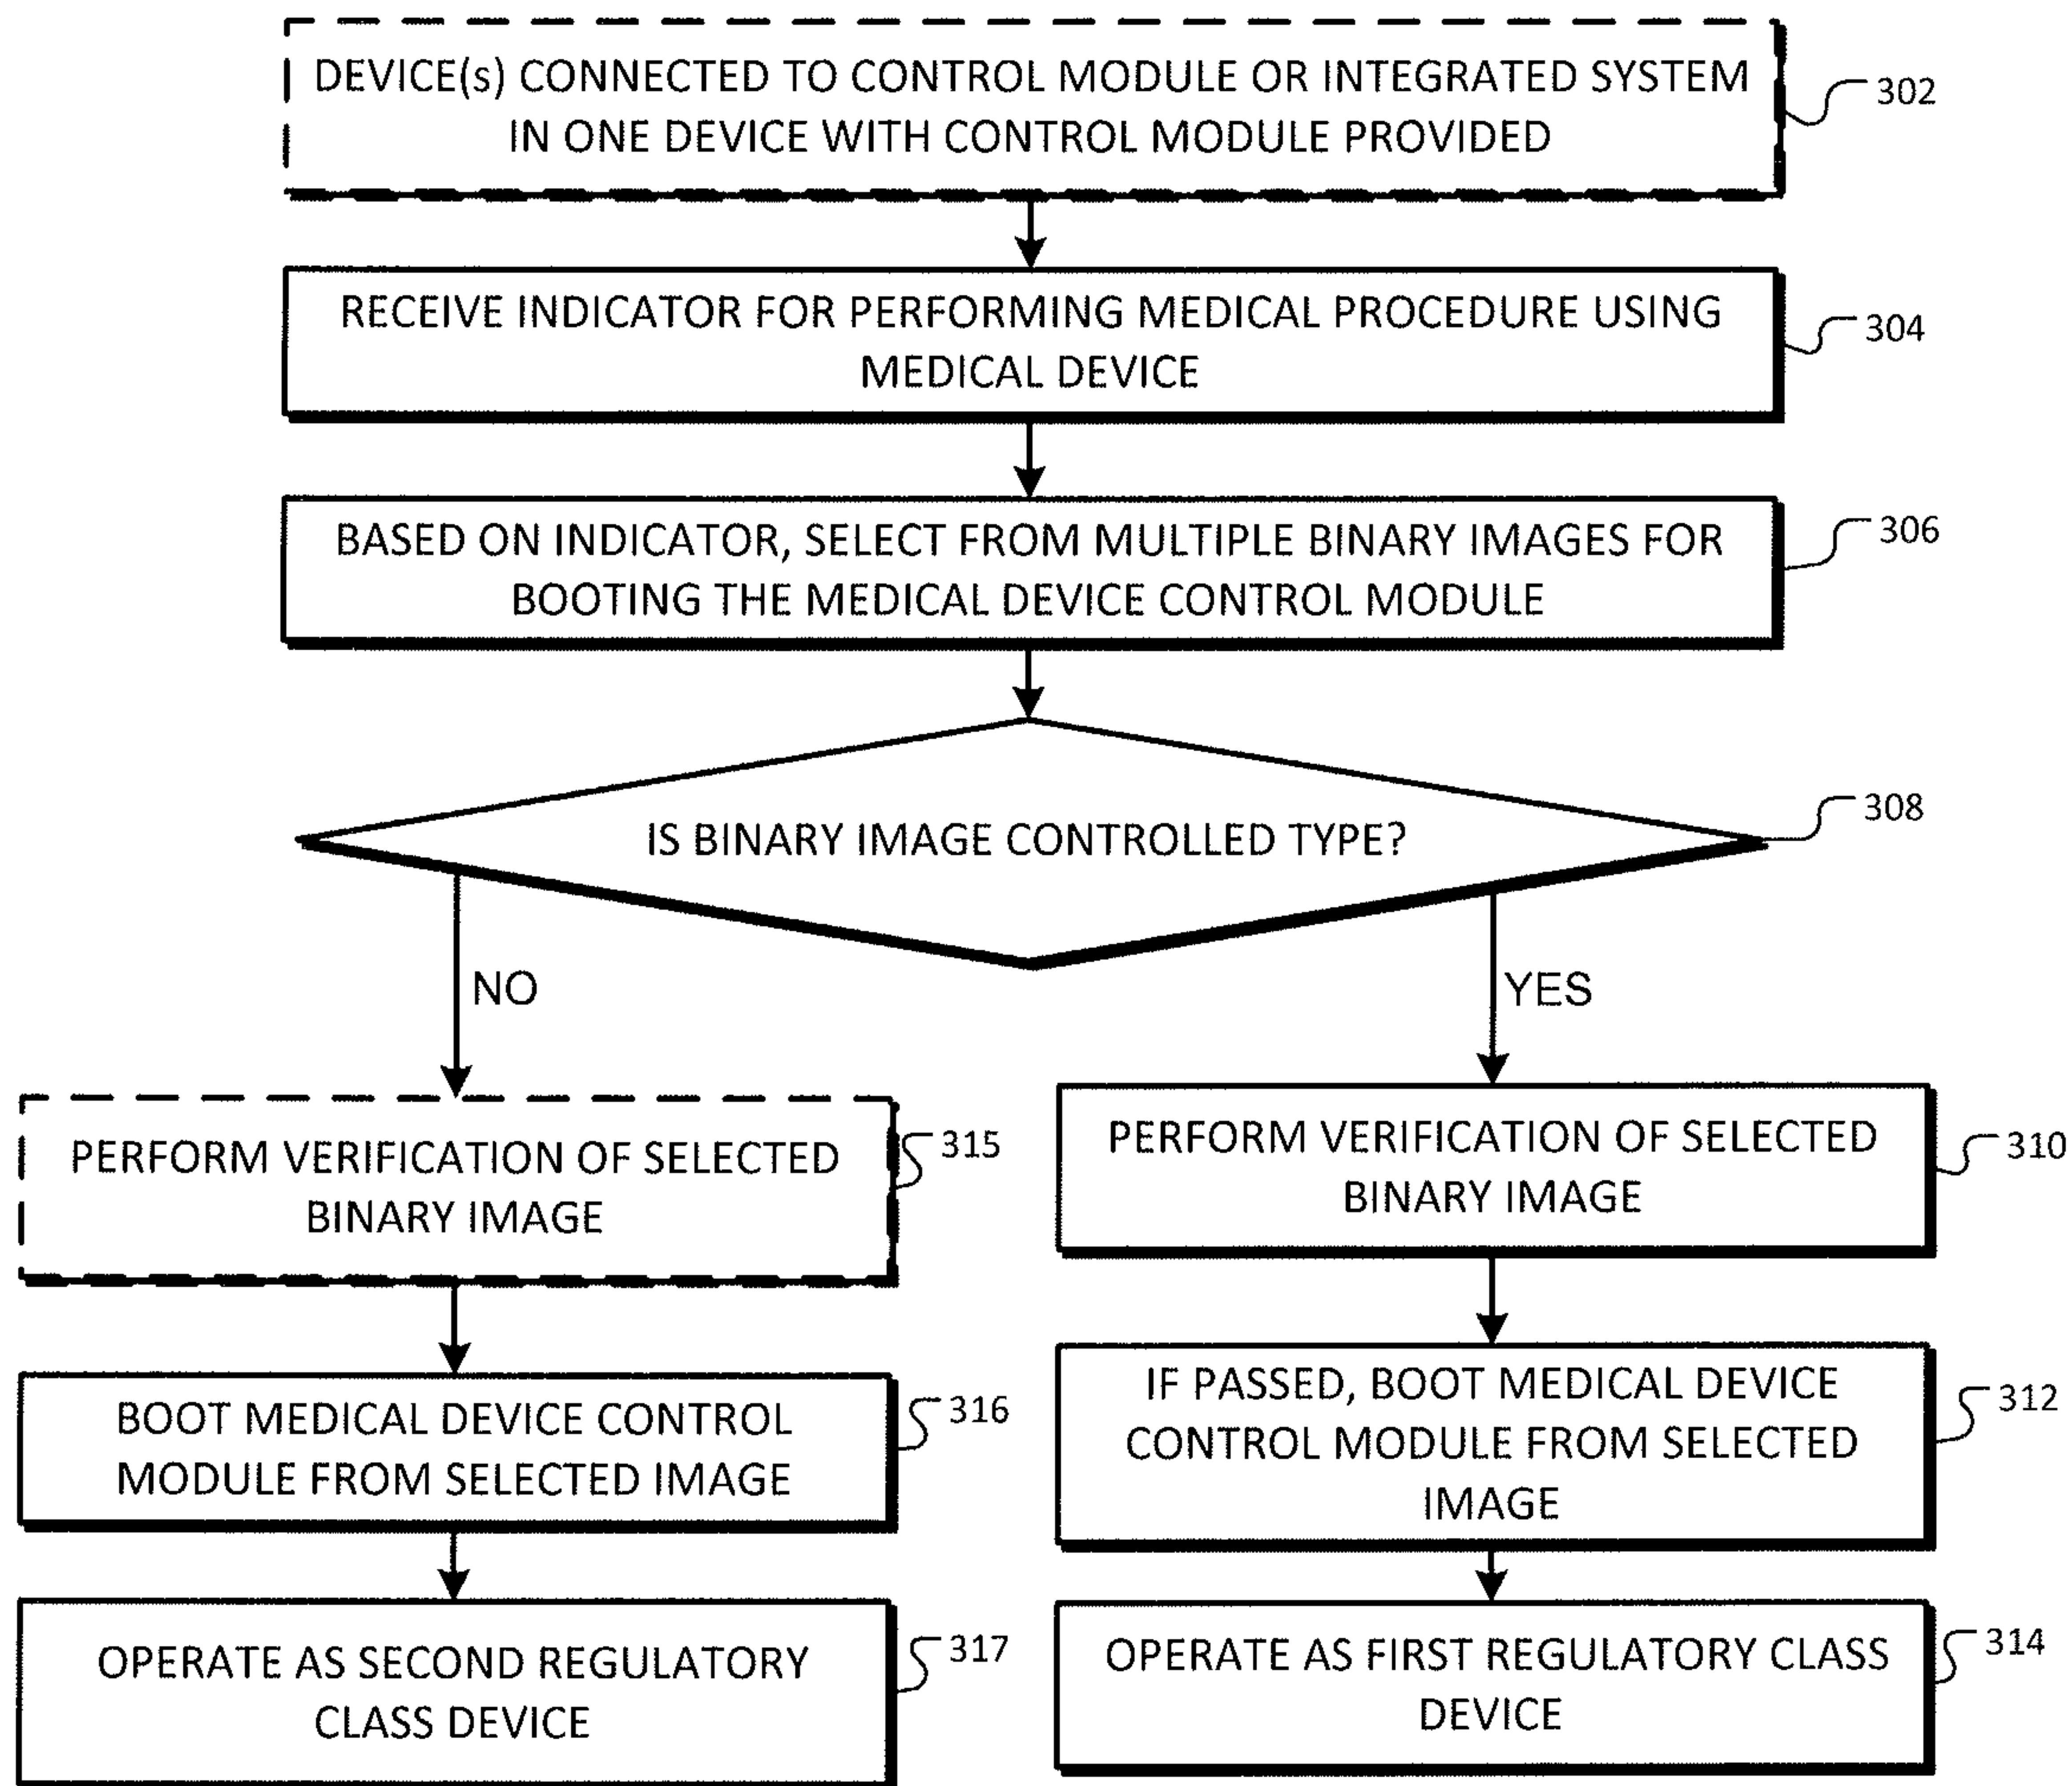 DEVICE(s) CONNECTED TO CONTROL MODULE OR INTEGRATED SYSTEM
IN ONE DEVICE WITH CONTROL MODULE PROVIDED
302
RECEIVE INDICATOR FOR PERFORMING MEDICAL PROCEDURE USING
MEDICAL DEVICE
304
BASED ON INDICATOR, SELECT FROM MULTIPLE BINARY IMAGES FOR
BOOTING THE MEDICAL DEVICE CONTROL MODULE
306
IS BINARY IMAGE CONTROLLED TYPE?
308
NO
YES
PERFORM VERIFICATION OF SELECTED
BINARY IMAGE
315
PERFORM VERIFICATION OF SELECTED
BINARY IMAGE
310
BOOT MEDICAL DEVICE CONTROL
MODULE FROM SELECTED IMAGE
316
IF PASSED, BOOT MEDICAL DEVICE
CONTROL MODULE FROM SELECTED
IMAGE
312
OPERATE AS SECOND REGULATORY
CLASS DEVICE
317
OPERATE AS FIRST REGULATORY CLASS
DEVICE
314